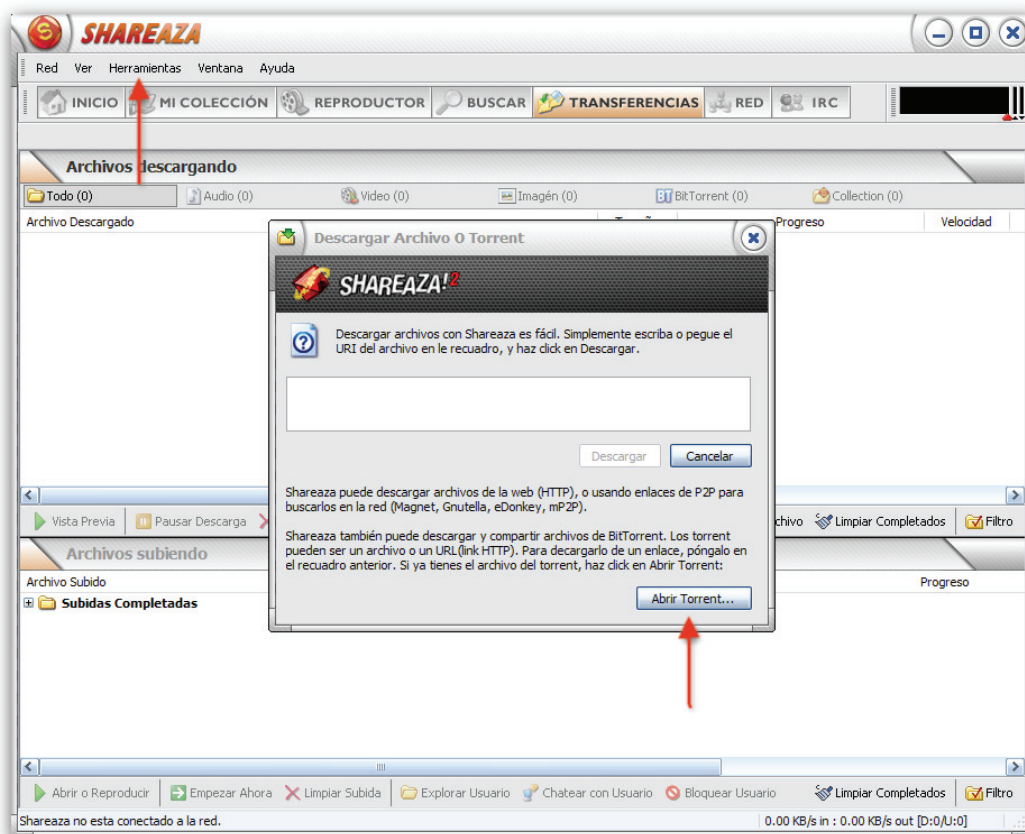 SHAREAZA
Red Ver Herramientas Ventana Ayuda
INICIO MI COLECCIÓN REPRODUCTOR BUSCAR TRANSFERENCIAS RED IRC
Archivos descargando
Todo (0) Audio (0) Video (0) Imagén (0) BitTorrent (0) Collection (0)
Archivo Descargado Progreso Velocidad
Descargar Archivo O Torrent
SHAREAZA!2
Descargar archivos con Shareaza es fácil. Simplemente escriba o pegue el
URI del archivo en le recuadro, y haz click en Descargar.
Descargar Cancelar
Shareaza puede descargar archivos de la web (HTTP), o usando enlaces de P2P para
buscarlos en la red (Magnet, Gnutella, eDonkey, mP2P).
Shareaza también puede descargar y compartir archivos de BitTorrent. Los torrent
pueden ser un archivo o un URL(link HTTP). Para decargarlo de un enlace, póngalo en
el recuadro anterior. Si ya tienes el archivo del torrent, haz click en Abrir Torrent:
Abrir Torrent...
Vista Previa Pausar Descarga chivo Limpiar Completados Filtro
Archivos subiendo
Archivo Subido Progreso
Subidas Completadas
Abrir o Reproducir Empezar Ahora Limpiar Subida Explorar Usuario Chatear con Usuario Bloquear Usuario Limpiar Completados Filtro
Shareaza no esta conectado a la red. 0.00 KB/s in : 0.00 KB/s out [D:0/U:0]